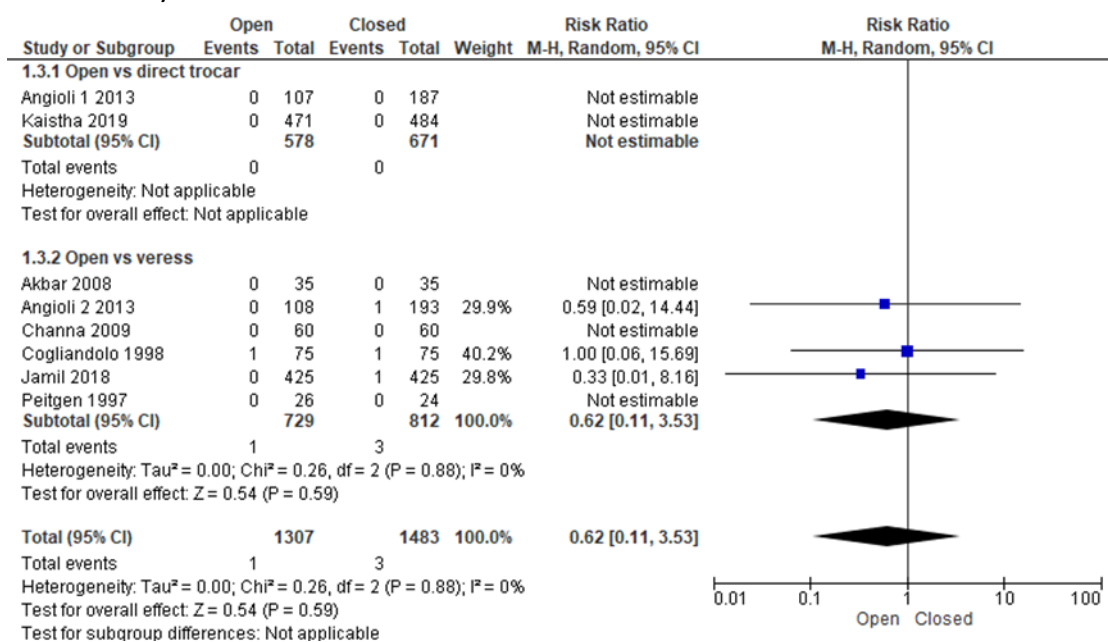 Open Closed Risk Ratio Risk Ratio
Study or Subgroup Events Total Events Total Weight M-H, Random, 95% CI M-H, Random, 95% CI
1.3.1 Open vs direct trocar
Angioli 1 2013 0 107 0 187 Not estimable
Kaistha 2019 0 471 0 484 Not estimable
Subtotal (95% CI) 578 671 Not estimable
Total events 0 0
Heterogeneity: Not applicable
Test for overall effect: Not applicable
1.3.2 Open vs veress
Akbar 2008 0 35 0 35 Not estimable
Angioli 2 2013 0 108 1 193 29.9% 0.59 [0.02, 14.44]
Channa 2009 0 60 0 60 Not estimable
Cogliandolo 1998 1 75 1 75 40.2% 1.00 [0.06, 15.69]
Jamil 2018 0 425 1 425 29.8% 0.33 [0.01, 8.16]
Peitgen 1997 0 26 0 24 Not estimable
Subtotal (95% CI) 729 812 100.0% 0.62 [0.11, 3.53]
Total events 1 3
Heterogeneity: Tau² = 0.00; Chi² = 0.26, df = 2 (P = 0.88); I² = 0%
Test for overall effect: Z = 0.54 (P = 0.59)
Total (95% CI) 1307 1483 100.0% 0.62 [0.11, 3.53]
Total events 1 3
Heterogeneity: Tau² = 0.00; Chi² = 0.26, df = 2 (P = 0.88); I² = 0%
Test for overall effect: Z = 0.54 (P = 0.59)
Test for subgroup differences: Not applicable
0.01 0.1 1 10 100
Open Closed